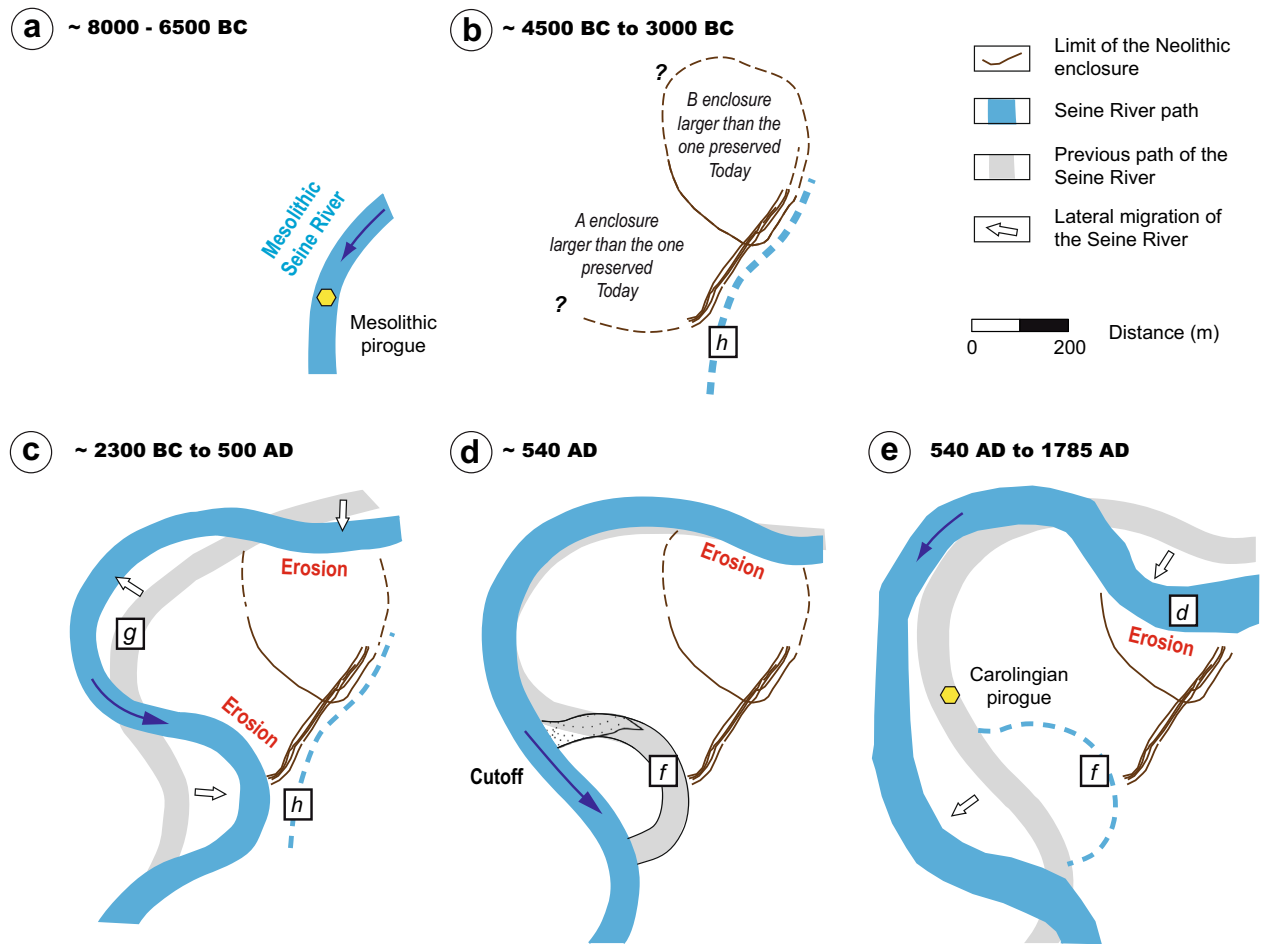 a ~ 8000 - 6500 BC
Mesolithic
Seine River
Mesolithic
pirogue
b ~ 4500 BC to 3000 BC
?
B enclosure
larger than the
one preserved
Today
A enclosure
larger than the one
preserved
Today
?
h
Limit of the Neolithic
enclosure
Seine River path
Previous path of the
Seine River
Lateral migration of
the Seine River
Distance (m)
0 200
c ~ 2300 BC to 500 AD
Erosion
g
Erosion
h
d ~ 540 AD
Erosion
Cutoff
f
e 540 AD to 1785 AD
d
Erosion
Carolingian
pirogue
f